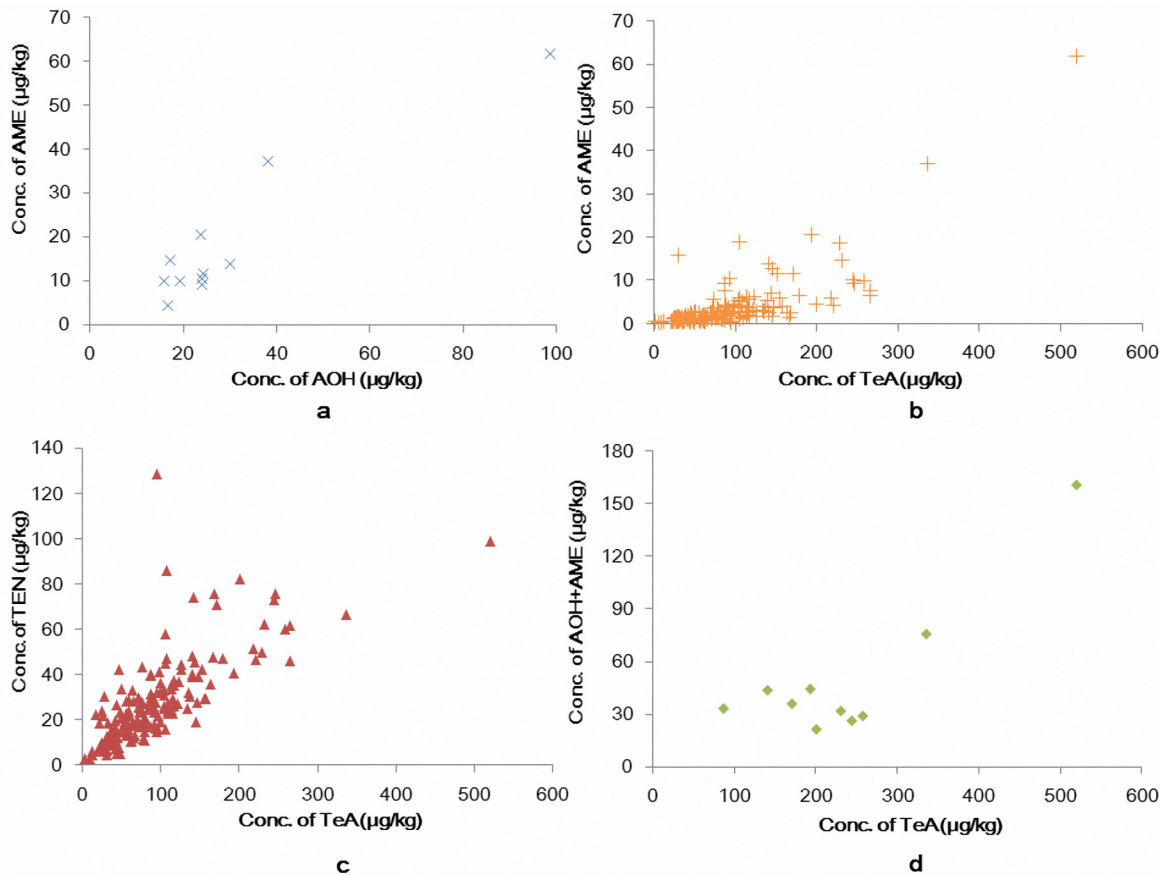 70
60
50
40
30
20
10
0
Conc. of AME (µg/kg)
0 20 40 60 80 100
Conc. of AOH (µg/kg)
a
70
60
50
40
30
20
10
0
Conc. of AME (µg/kg)
0 100 200 300 400 500 600
Conc. of TeA(µg/kg)
b
140
120
100
80
60
40
20
0
Conc. of TEN (µg/kg)
0 100 200 300 400 500 600
Conc. of TeA(µg/kg)
c
180
150
120
90
60
30
0
Conc. of AOH+AME (µg/kg)
0 100 200 300 400 500 600
Conc. of TeA(µg/kg)
d